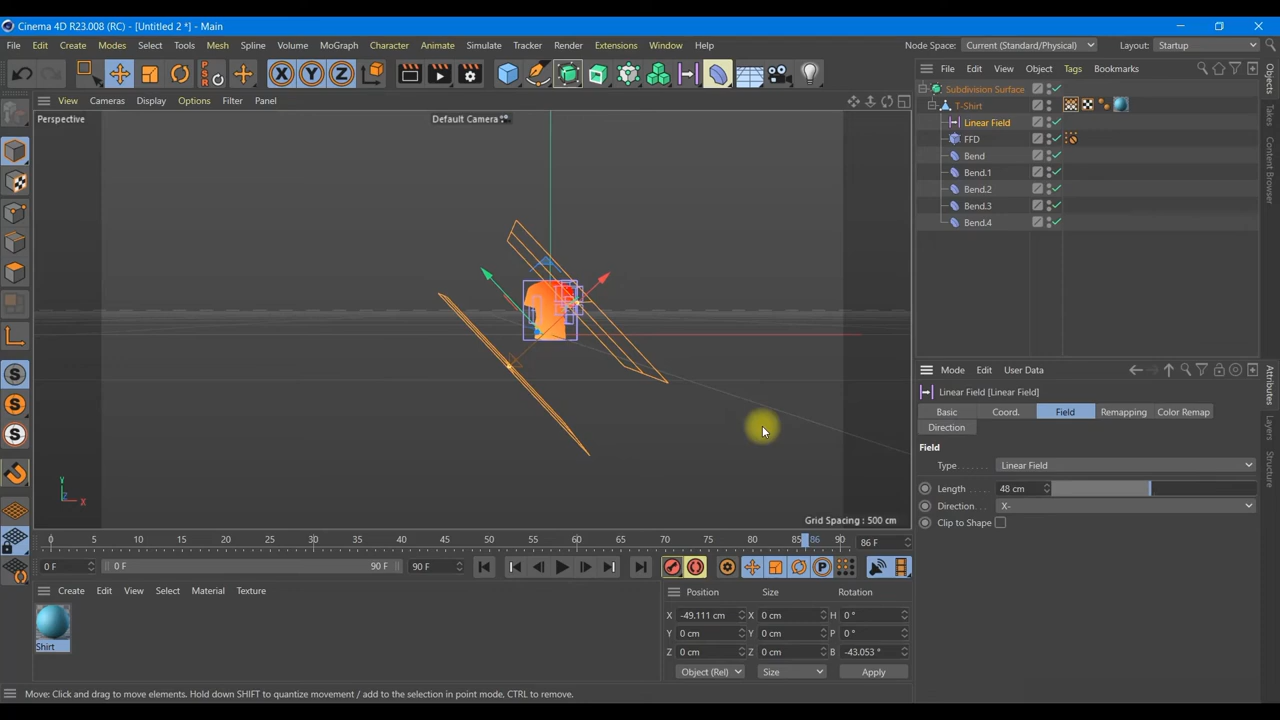 Cinema 4D R23.008 (RC) - [Untitled 2 *] - Main
File Edit Create Modes Select Tools Mesh Spline Volume MoGraph Character Animate Simulate Tracker Render Extensions Window Help Node Space: Current (Standard/Physical) Layout: Startup
File Edit View Object Tags Bookmarks
View Cameras Display Options Filter Panel
Perspective
Default Camera
Subdivision Surface
T-Shirt
Linear Field
FFD
Bend
Bend.1
Bend.2
Bend.3
Bend.4
Objects
Takes
Content Browser
Y
Z X
Grid Spacing : 500 cm
Mode Edit User Data
Linear Field [Linear Field]
Basic Coord. Field Remapping Color Remap
Direction
Field
Type Linear Field
Length 48 cm
Direction X-
Clip to Shape
Attributes
Layers
Structure
0 5 10 15 20 25 30 35 40 45 50 55 60 65 70 75 80 85 86 90 86 F
0 F 0 F 90 F 90 F
Create Edit View Select Material Texture
Shirt
Position Size Rotation
X -49.111 cm X 0 cm H 0 °
Y 0 cm Y 0 cm P 0 °
Z 0 cm Z 0 cm B -43.053 °
Object (Rel) Size Apply
Move: Click and drag to move elements. Hold down SHIFT to quantize movement / add to the selection in point mode, CTRL to remove.